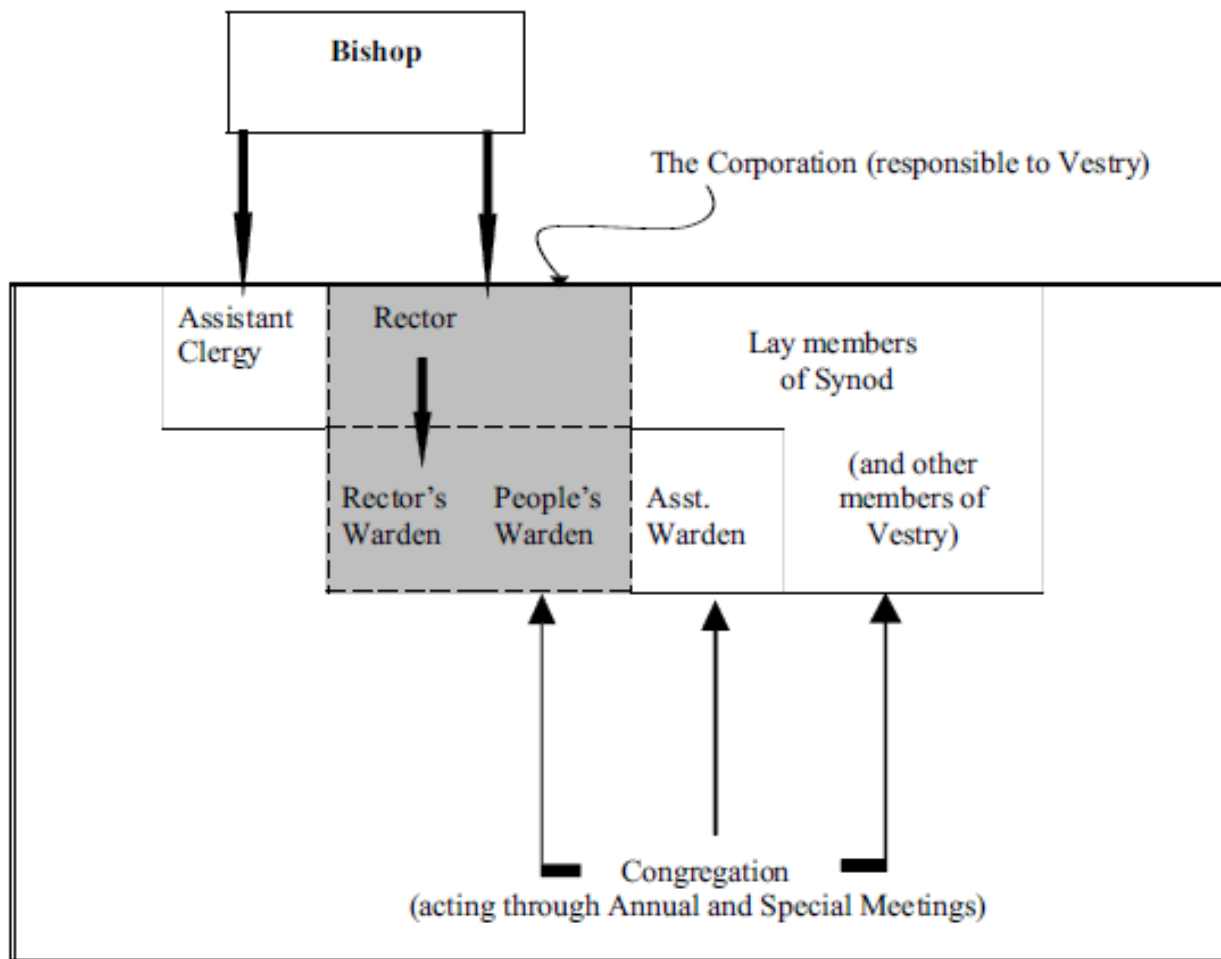 Bishop
The Corporation (responsible to Vestry)
Assistant
Clergy
Rector
Lay members
of Synod
Rector’s
Warden
People’s
Warden
Asst.
Warden
(and other
members of
Vestry)
Congregation
(acting through Annual and Special Meetings)